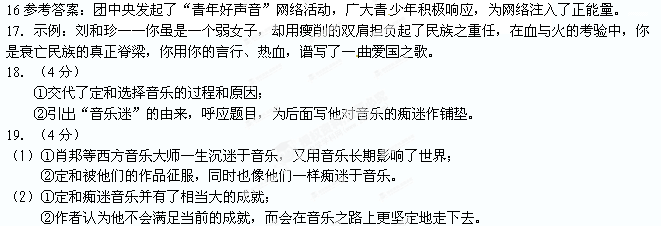 16 参考答案：团中央发起了“青年好声音”网络活动，广大青少年积极响应，为网络注入了正能量。
17．示例：刘和珍——你虽是一个弱女子，却用瘦削的双肩担负起了民族之重任，在血与火的考验中，你
是衰亡民族的真正脊梁，你用你的言行、热血，谱写了一曲爱国之歌。
18．（4 分）
①交代了定和选择音乐的过程和原因；
②引出“音乐迷”的由来，呼应题目，为后面写他对音乐的痴迷作铺垫。
19．（4 分）
（1）①肖邦等西方音乐大师一生沉迷于音乐，又用音乐长期影响了世界；
②定和被他们的作品征服，同时也像他们一样痴迷于音乐。
（2）①定和痴迷音乐并有了相当大的成就；
②作者认为他不会满足当前的成就，而会在音乐之路上更坚定地走下去。